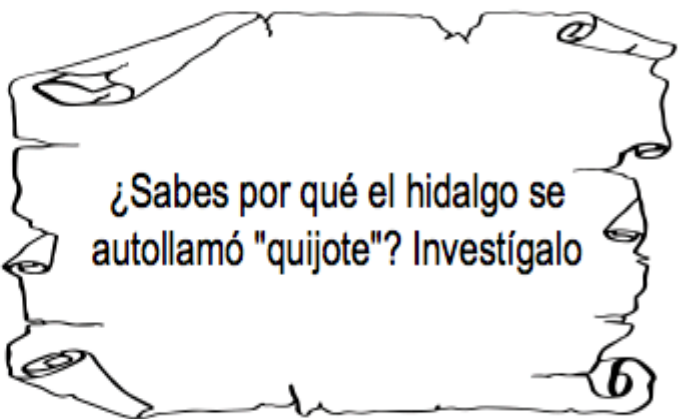 ¿Sabes por qué el hidalgo se
autollamó "quijote"? Investígalo